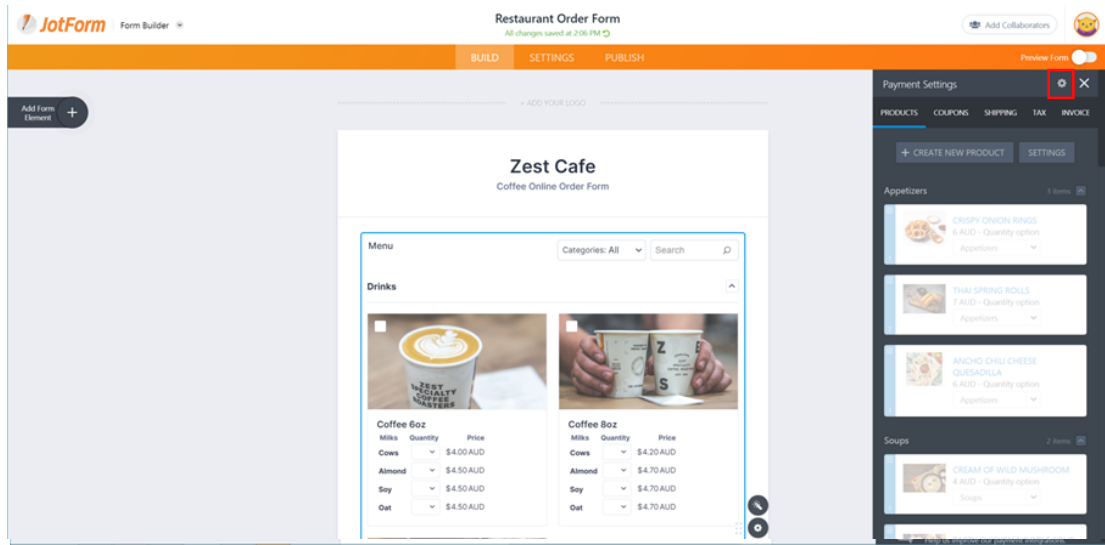 JotForm
Form Builder
Restaurant Order Form
All changes saved at 2:06 PM
Add Collaborators
BUILD SETTINGS PUBLISH
Preview Form
Add Form
Element
+ ADD YOUR LOGO
Zest Cafe
Coffee Online Order Form
Menu
Categories: All
Search
Drinks
ZEST
SPECIALTY
COFFEE
ROASTERS
Z E
S
Coffee 6oz
Milks Quantity Price
Cows $4.00 AUD
Almond $4.50 AUD
Soy $4.50 AUD
Oat $4.50 AUD
Coffee 8oz
Milks Quantity Price
Cows $4.20 AUD
Almond $4.70 AUD
Soy $4.70 AUD
Oat $4.70 AUD
Payment Settings
PRODUCTS COUPONS SHIPPING TAX INVOICE
+ CREATE NEW PRODUCT
SETTINGS
Appetizers 3 items
CRISPY ONION RINGS
6 AUD - Quantity option
Appetizers
THAI SPRING ROLLS
7 AUD - Quantity option
Appetizers
ANCHO CHILI CHEESE
QUESADILLA
6 AUD - Quantity option
Appetizers
Soups 2 items
CREAM OF WILD MUSHROOM
4 AUD - Quantity option
Soups
Help us improve our payment integrations.